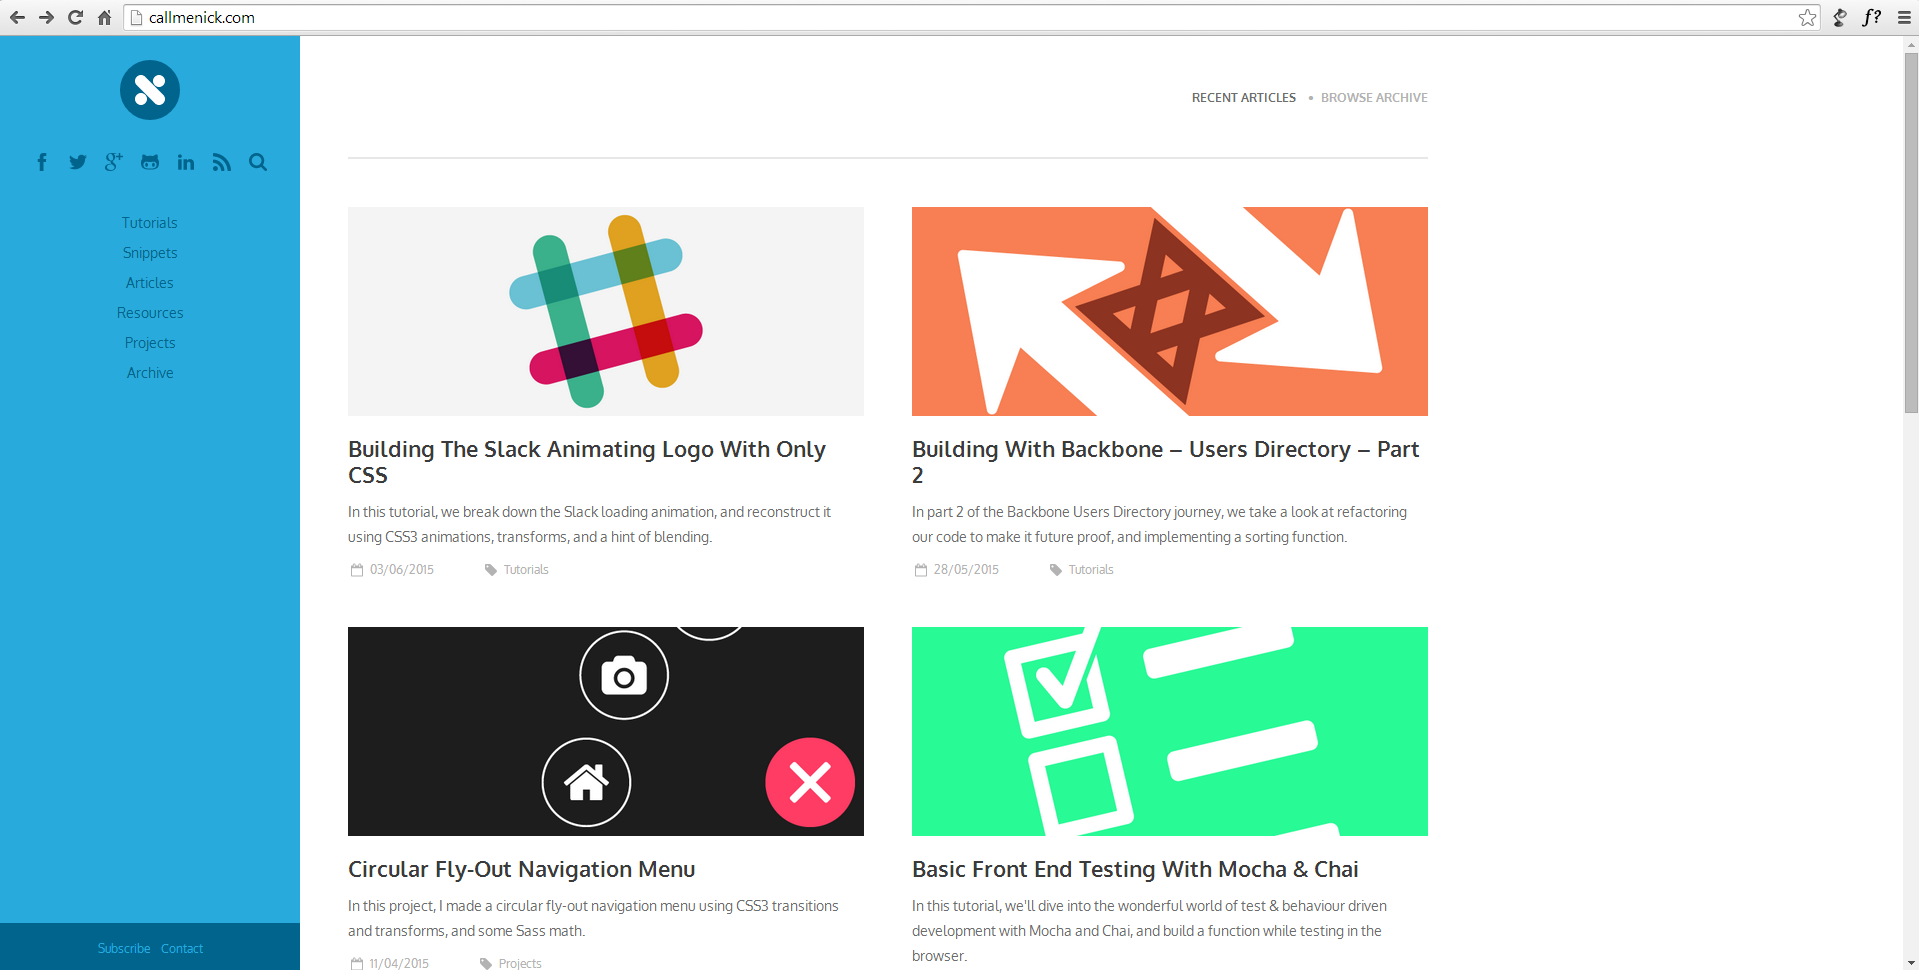 callmenick.com
f?
Tutorials
Snippets
Articles
Resources
Projects
Archive
Subscribe Contact
RECENT ARTICLES • BROWSE ARCHIVE
Building The Slack Animating Logo With Only
CSS
In this tutorial, we break down the Slack loading animation, and reconstruct it
using CSS3 animations, transforms, and a hint of blending.
03/06/2015 Tutorials
Building With Backbone – Users Directory – Part
2
In part 2 of the Backbone Users Directory journey, we take a look at refactoring
our code to make it future proof, and implementing a sorting function.
28/05/2015 Tutorials
Circular Fly-Out Navigation Menu
In this project, I made a circular fly-out navigation menu using CSS3 transitions
and transforms, and some Sass math.
11/04/2015 Projects
Basic Front End Testing With Mocha & Chai
In this tutorial, we'll dive into the wonderful world of test & behaviour driven
development with Mocha and Chai, and build a function while testing in the
browser.